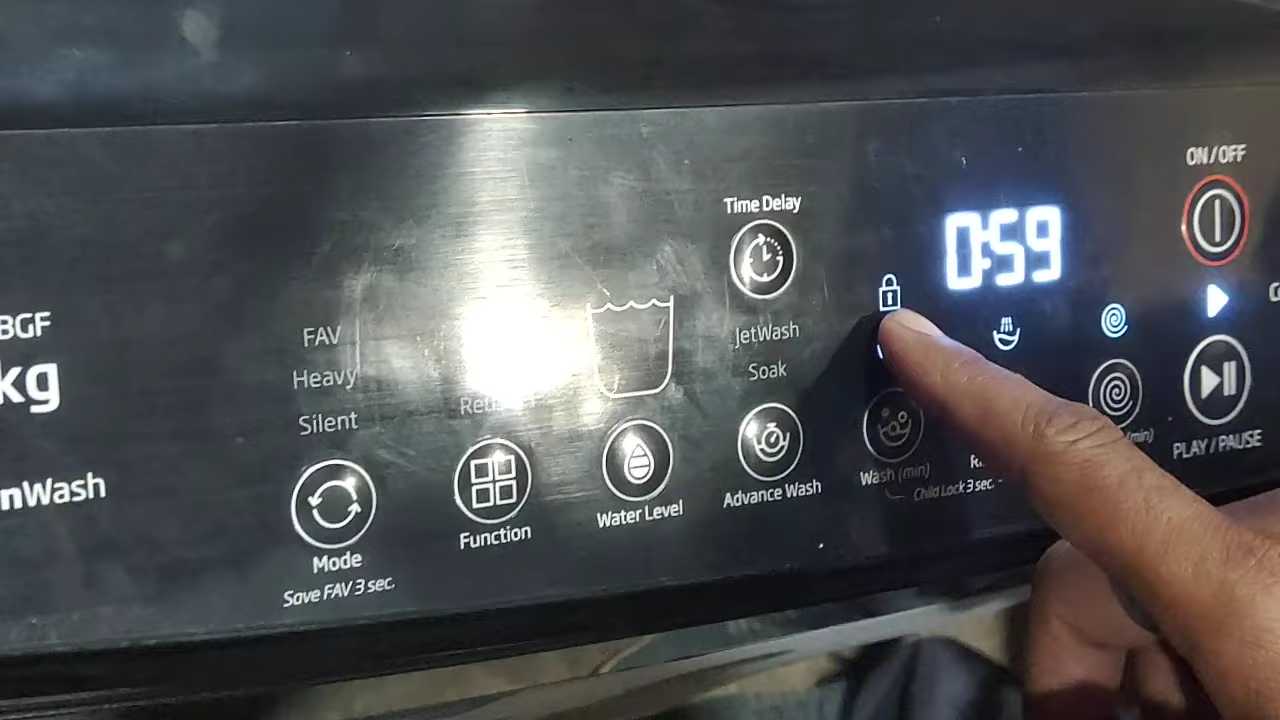 BGF
kg
nWash
FAV
Heavy
Silent
Mode
Save FAV 3 sec.
Function
Water Level
Time Delay
JetWash
Soak
Advance Wash
0:59
Wash (min)
Child Lock 3 sec.
(min)
ON/OFF
PLAY / PAUSE